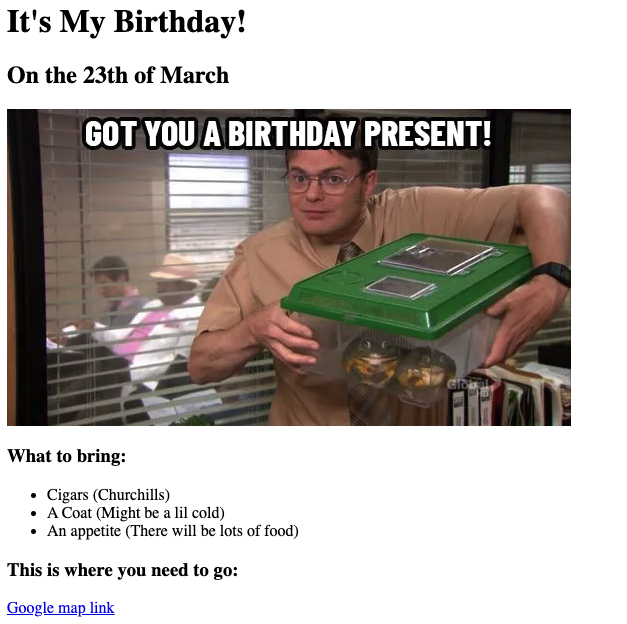 It's My Birthday!
On the 23th of March
GOT YOU A BIRTHDAY PRESENT!
Global
HD
What to bring:
Cigars (Churchills)
A Coat (Might be a lil cold)
An appetite (There will be lots of food)
This is where you need to go:
Google map link